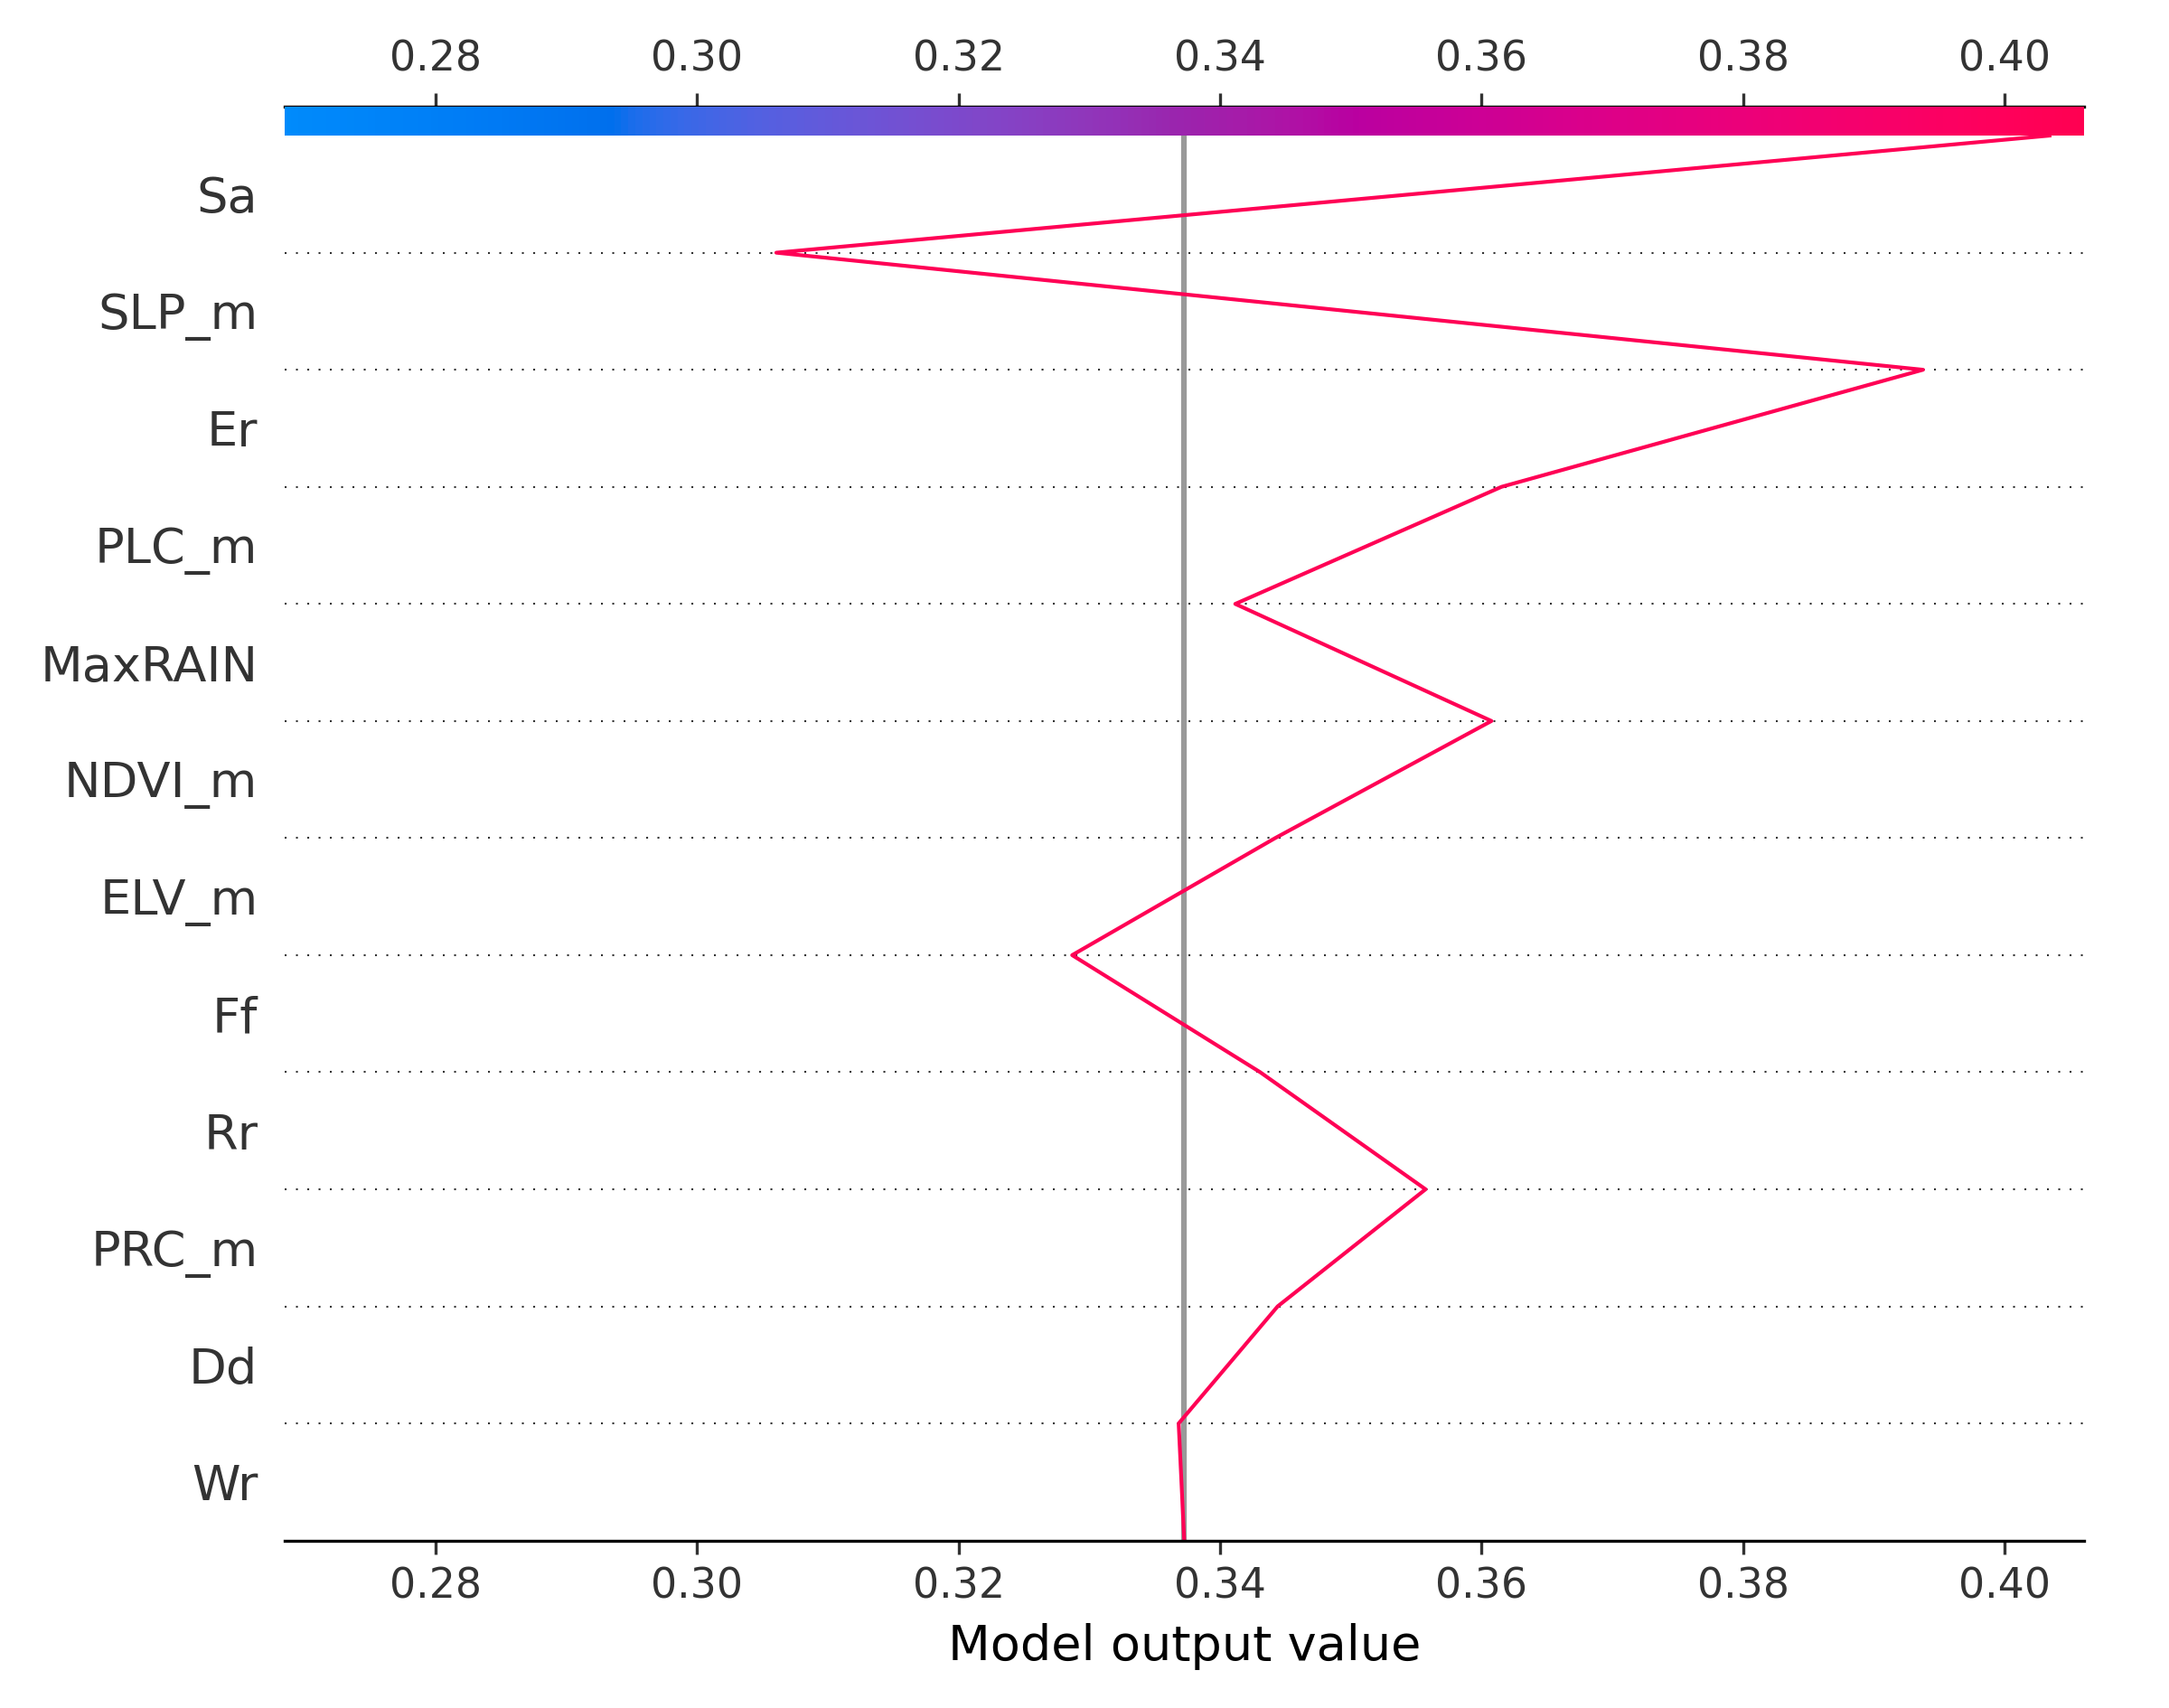 0.28 0.30 0.32 0.34 0.36 0.38 0.40
Sa
SLP_m
Er
PLC_m
MaxRAIN
NDVI_m
ELV_m
Ff
Rr
PRC_m
Dd
Wr
0.28 0.30 0.32 0.34 0.36 0.38 0.40
Model output value